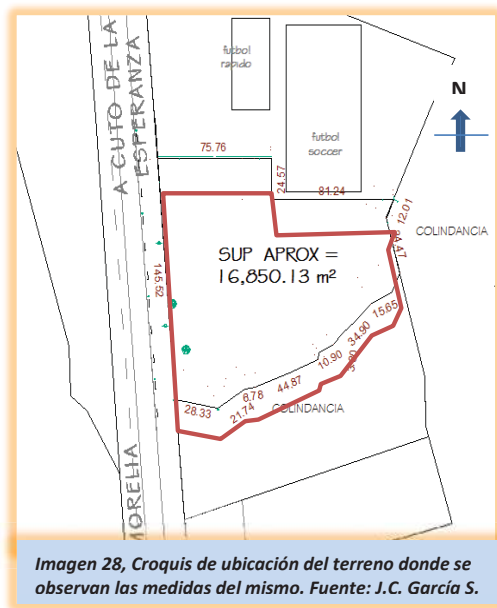 futbol
rapido
A CUTO DE LA
ESPERANZA
N
75.76
futbol
soccer
24.57
81.24
12.01
COLINDANCIA
24.47
SUP APROX =
16,850.13 m²
145.52
15.65
34.90
10.90
44.87
6.78
28.33
21.74
COLINDANCIA
MORELIA
Imagen 28, Croquis de ubicación del terreno donde se
observan las medidas del mismo. Fuente: J.C. García S.